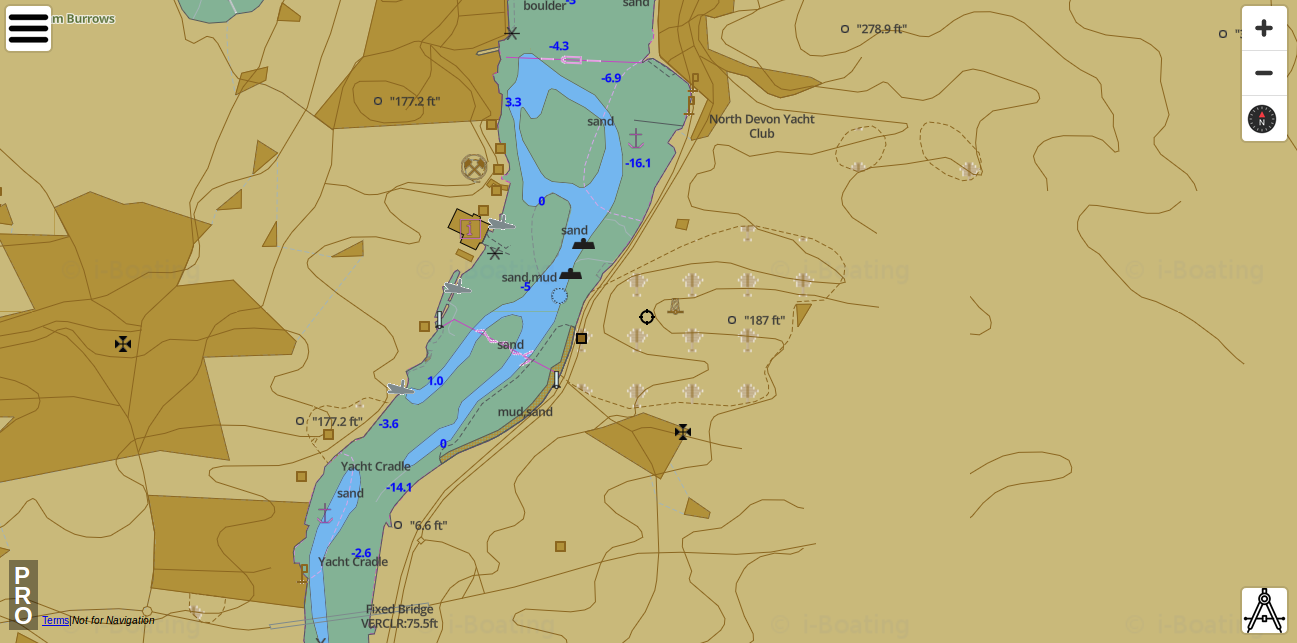 boulder
-3
sand
m Burrows
"278.9 ft"
-4.3
-6.9
3.3
"177.2 ft"
sand
North Devon Yacht
Club
-16.1
N
0
sand
© i-Boating
© i-Boating
© i-Boating
© i-Boating
sand,mud
-5
"187 ft"
sand
1.0
mud,sand
"177.2 ft"
-3.6
0
Yacht Cradle
sand
-14.1
"6.6 ft"
-2.6
Yacht Cradle
PRO
Fixed Bridge
VERCLR:75.5ft
Terms|Not for Navigation
© i-Boating
© i-Boating
© i-Boating
© i-Boating